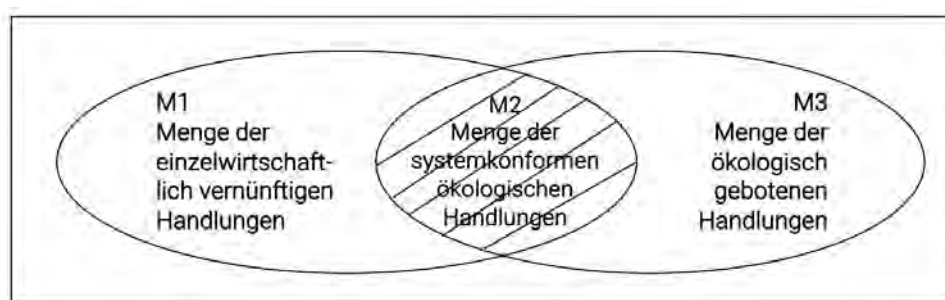 M1
Menge der
einzelwirtschaft-
lich vernünftigen
Handlungen
M2
Menge der
systemkonformen
ökologischen
Handlungen
M3
Menge der
ökologisch
gebotenen
Handlungen